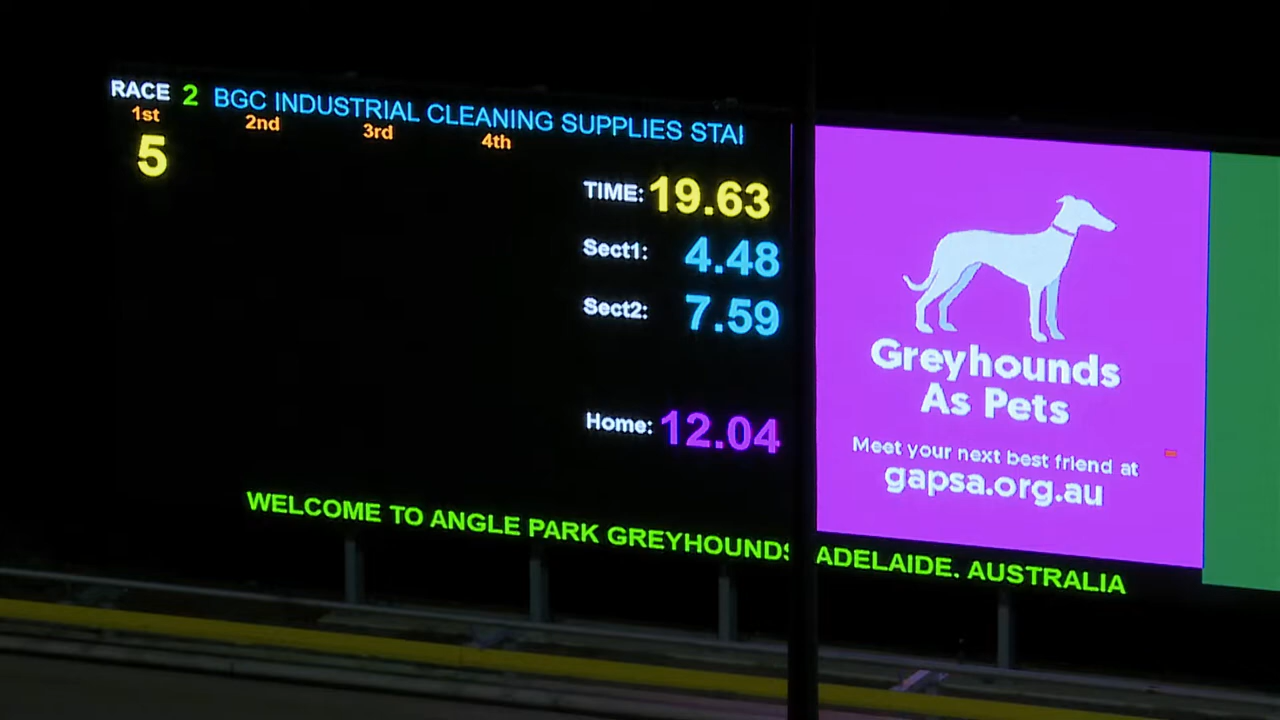 RACE 2 BGC INDUSTRIAL CLEANING SUPPLIES STAI
1st 2nd 3rd 4th
5
TIME: 19.63
Sect1: 4.48
Sect2: 7.59
Home: 12.04
WELCOME TO ANGLE PARK GREYHOUNDS ADELAIDE. AUSTRALIA
Greyhounds
As Pets
Meet your next best friend at
gapsa.org.au